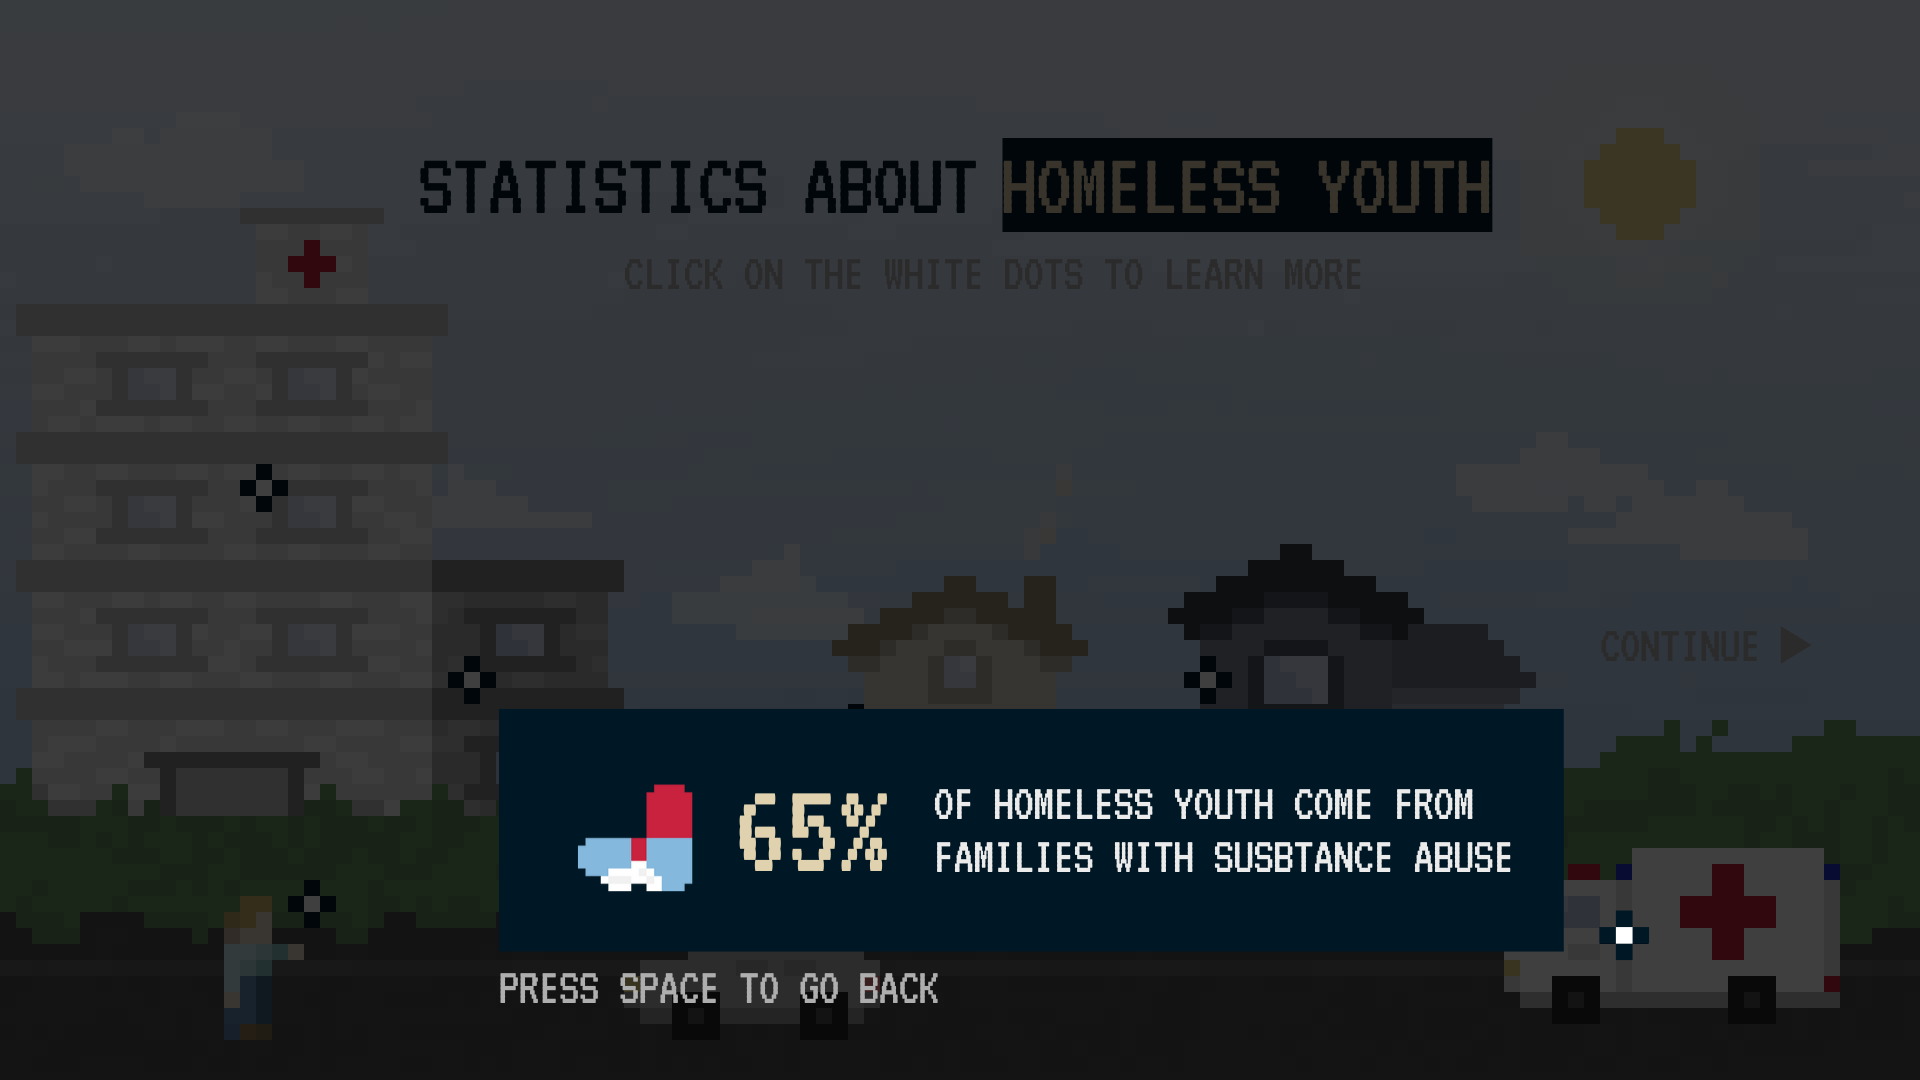 STATISTICS ABOUT HOMELESS YOUTH
CLICK ON THE WHITE DOTS TO LEARN MORE
CONTINUE
65% OF HOMELESS YOUTH COME FROM
FAMILIES WITH SUSBTANCE ABUSE
PRESS SPACE TO GO BACK